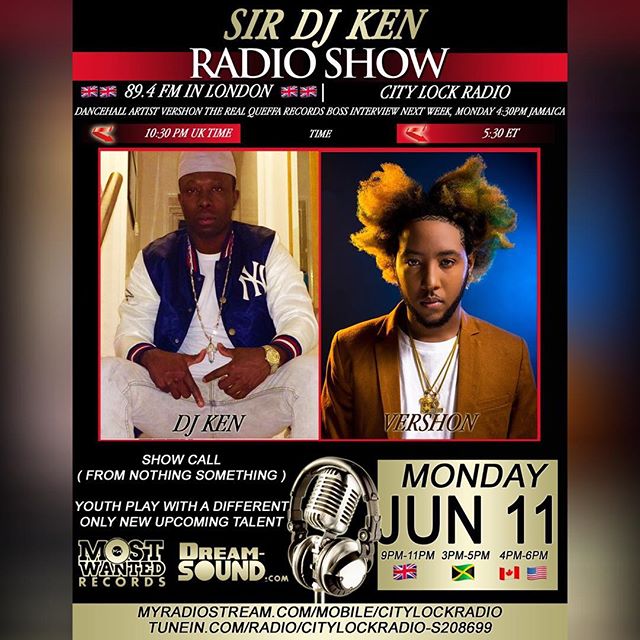 SIR DJ KEN
RADIO SHOW
89.4 FM IN LONDON | CITY LOCK RADIO
DANCEHALL ARTIST VERSHON THE REAL QUEFFA RECORDS BOSS INTERVIEW NEXT WEEK, MONDAY 4:30PM JAMAICA
10:30 PM UK TIME TIME 5:30 ET
NY
DJ KEN VERSHON
SHOW CALL
( FROM NOTHING SOMETHING )
YOUTH PLAY WITH A DIFFERENT
ONLY NEW UPCOMING TALENT
MOST
WANTED
RECORDS
DREAM-
SOUND.COM
MONDAY
JUN 11
9PM-11PM 3PM-5PM 4PM-6PM
MYRADIOSTREAM.COM/MOBILE/CITYLOCKRADIO
TUNEIN.COM/RADIO/CITYLOCKRADIO-S208699